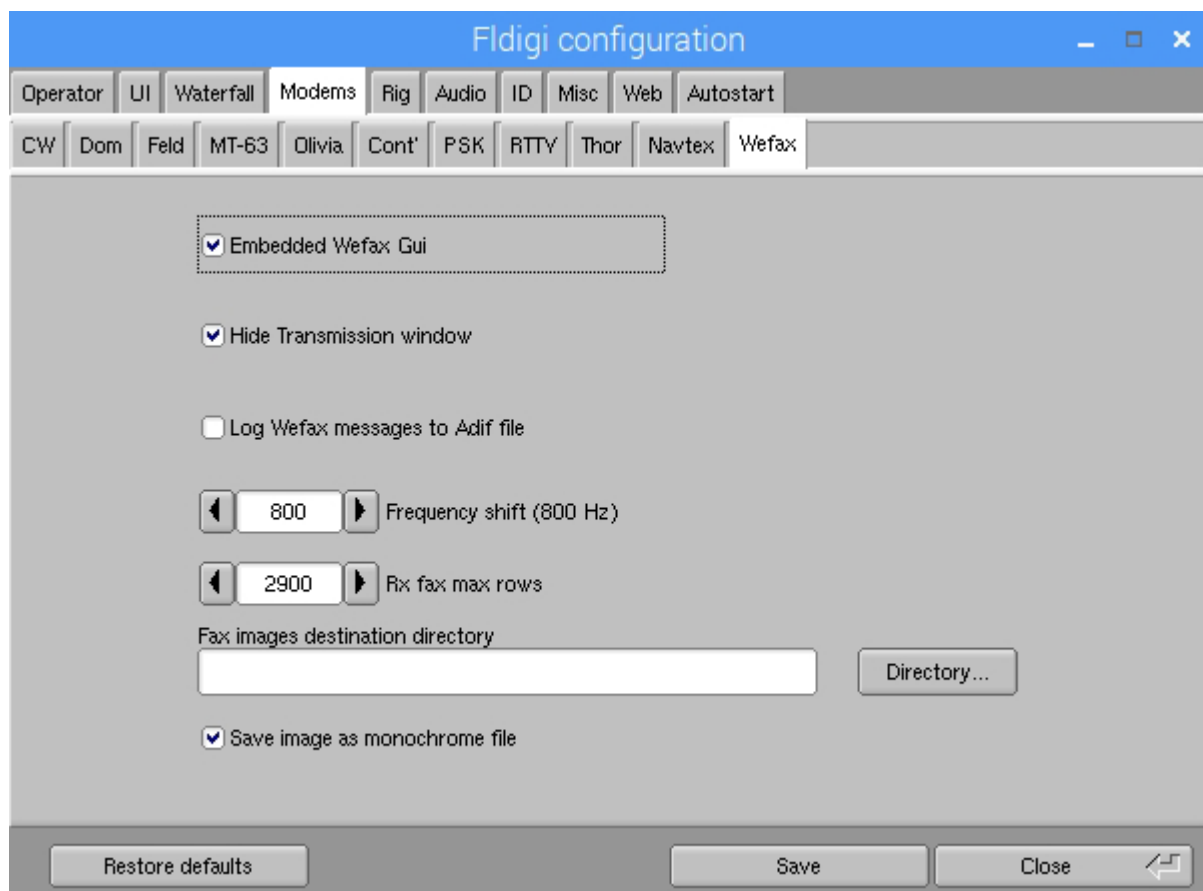 Fldigi configuration
Operator UI Waterfall Modems Rig Audio ID Misc Web Autostart
CW Dom Feld MT-63 Olivia Cont' PSK RTTY Thor Navtex Wefax
Embedded Wefax Gui
Hide Transmission window
Log Wefax messages to Adif file
800 Frequency shift (800 Hz)
2900 Rx fax max rows
Fax images destination directory
Directory...
Save image as monochrome file
Restore defaults Save Close